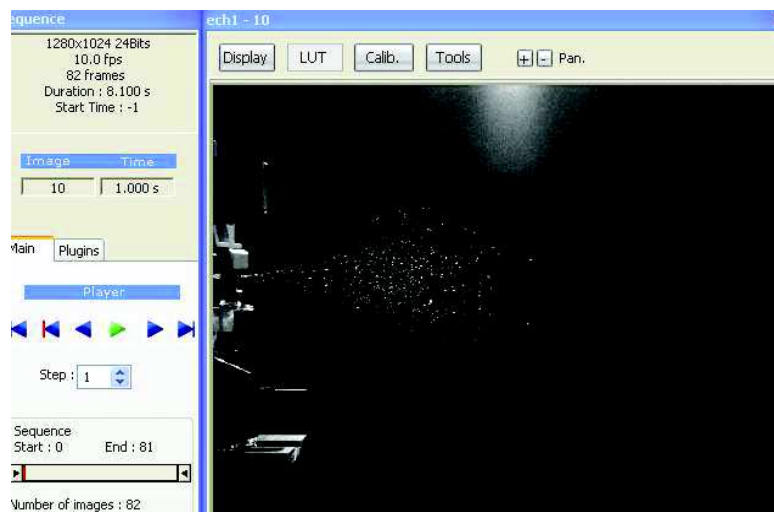 equence
1280x1024 24Bits
10.0 fps
82 frames
Duration : 8.100 s
Start Time : -1
Image Time
10 1.000 s
Main Plugins
Player
Step : 1
Sequence
Start : 0 End : 81
Number of images : 82
ech1 - 10
Display LUT Calib. Tools + - Pan.